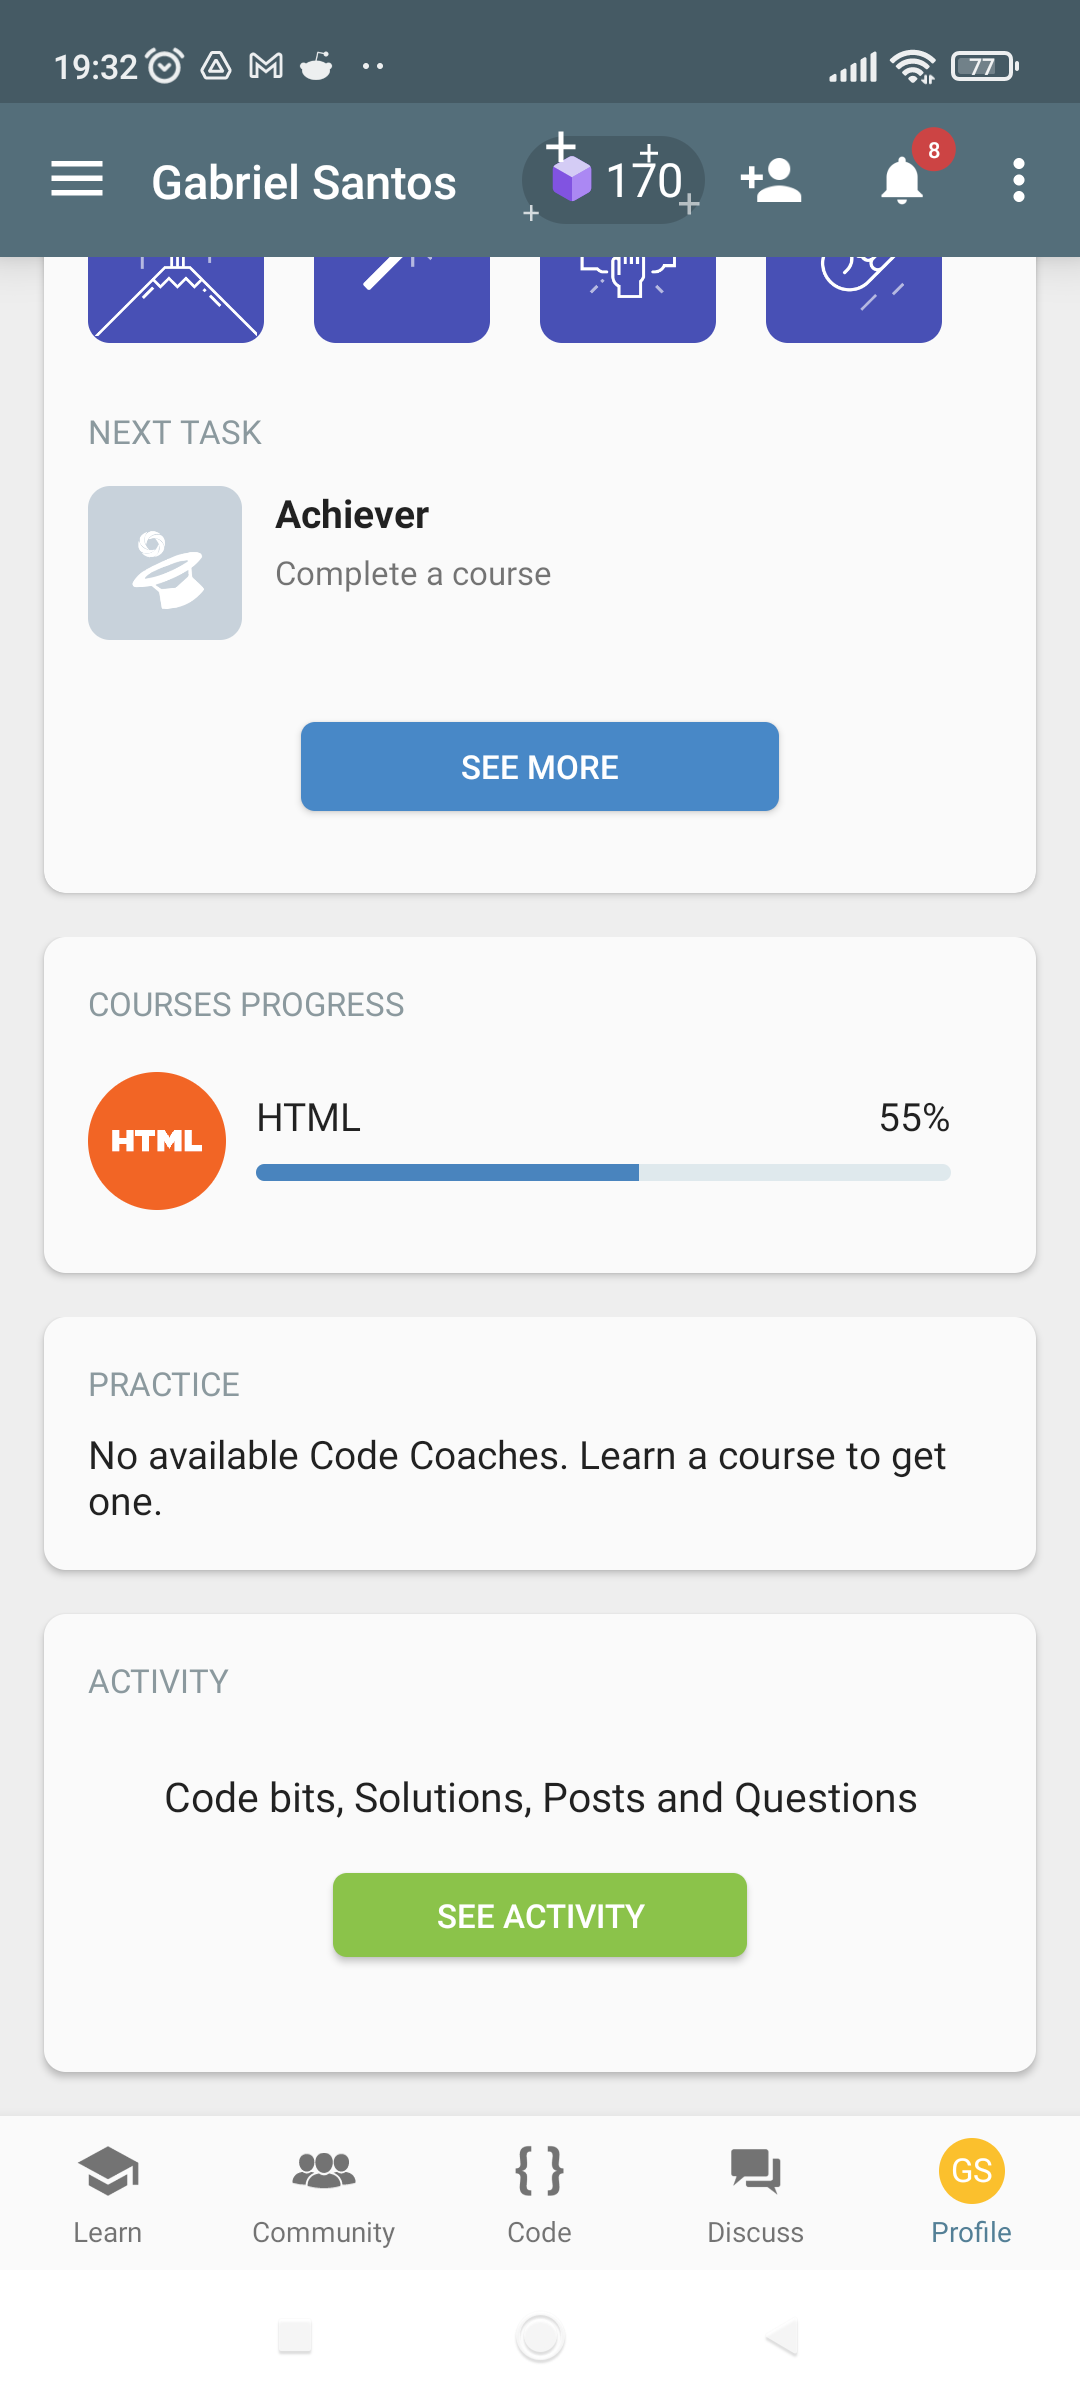 19:32
77
Gabriel Santos
170
8
NEXT TASK
Achiever
Complete a course
SEE MORE
COURSES PROGRESS
HTML
HTML
55%
PRACTICE
No available Code Coaches. Learn a course to get
one.
ACTIVITY
Code bits, Solutions, Posts and Questions
SEE ACTIVITY
{ }
GS
Learn
Community
Code
Discuss
Profile